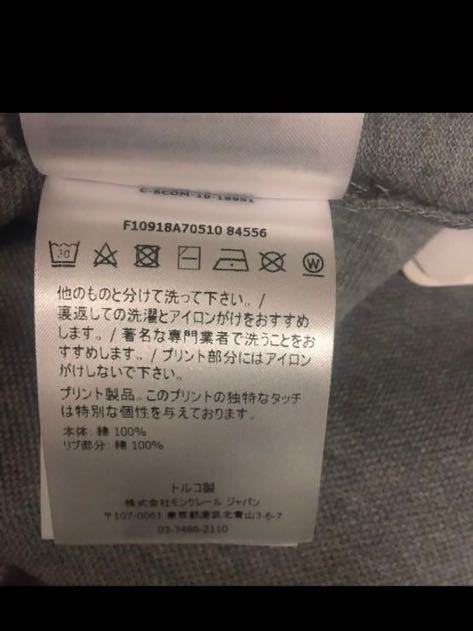 F10918A70510 84556
30
W
他のものと分けて洗って下さい。/
裏返しての洗濯とアイロンがけをおすすめ
します。/ 著名な専門業者で洗うことをお
すすめします。/ プリント部分にはアイロン
がけしないで下さい。
プリント製品。このプリントの独特なタッチ
は特別な個性を与えております。
本体: 綿 100%
リブ部分: 綿 100%
トルコ製
株式会社モンクレール ジャパン
〒107-0061 東京都港区北青山3-6-7
03-3486-2110